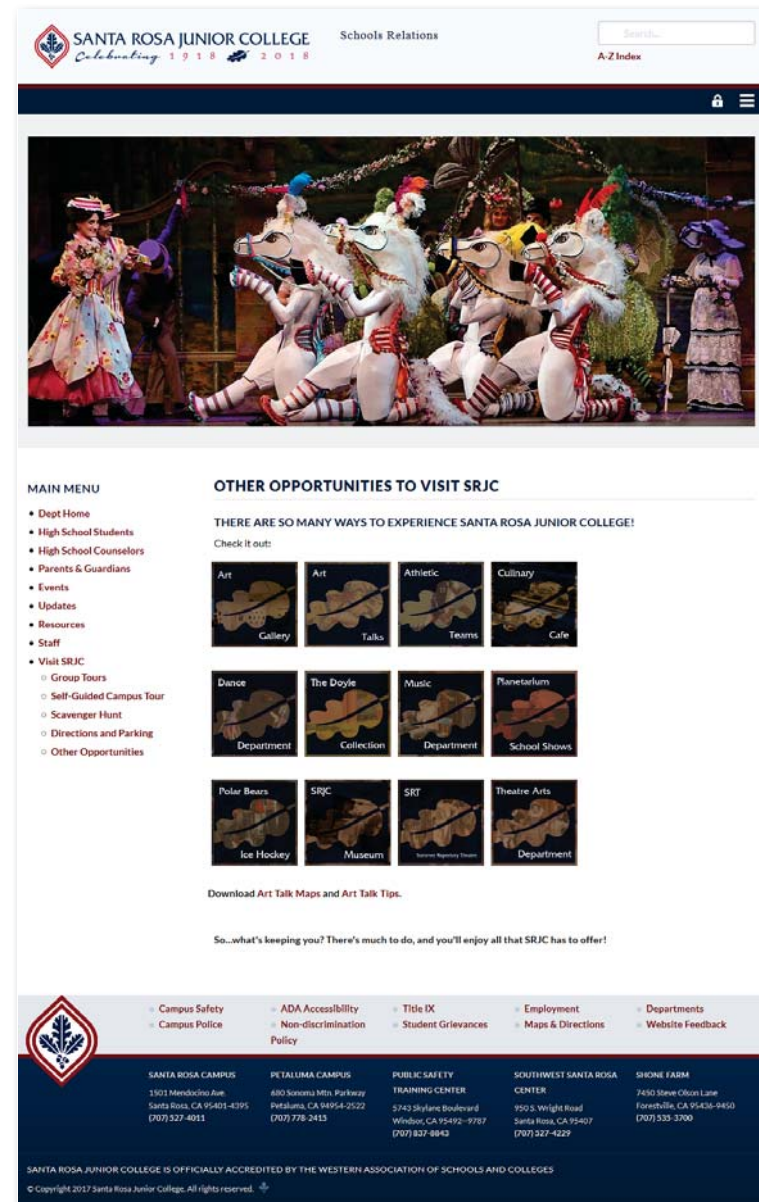 SANTA ROSA JUNIOR COLLEGE
Celebrating 1918 2018
Schools Relations
Search...
A-Z Index
MAIN MENU
Dept Home
High School Students
High School Counselors
Parents & Guardians
Events
Updates
Resources
Staff
Visit SRJC
Group Tours
Self-Guided Campus Tour
Scavenger Hunt
Directions and Parking
Other Opportunities
OTHER OPPORTUNITIES TO VISIT SRJC
THERE ARE SO MANY WAYS TO EXPERIENCE SANTA ROSA JUNIOR COLLEGE!
Check it out:
Art
Gallery
Art
Talks
Athletic
Teams
Culinary
Cafe
Dance
Department
The Doyle
Collection
Music
Department
Planetarium
School Shows
Polar Bears
Ice Hockey
SRJC
Museum
SRT
Summer Repertory Theatre
Theatre Arts
Department
Download Art Talk Maps and Art Talk Tips.
So...what's keeping you? There's much to do, and you'll enjoy all that SRJC has to offer!
Campus Safety
Campus Police
ADA Accessibility
Non-discrimination
Policy
Title IX
Student Grievances
Employment
Maps & Directions
Departments
Website Feedback
SANTA ROSA CAMPUS
1501 Mendocino Ave.
Santa Rosa, CA 95401-4395
(707) 527-4011
PETALUMA CAMPUS
680 Sonoma Mtn. Parkway
Petaluma, CA 94954-2522
(707) 778-2415
PUBLIC SAFETY
TRAINING CENTER
5743 Skylane Boulevard
Windsor, CA 95492--9787
(707) 837-8843
SOUTHWEST SANTA ROSA
CENTER
950 S. Wright Road
Santa Rosa, CA 95407
(707) 527-4229
SHONE FARM
7450 Steve Olson Lane
Forestville, CA 95436-9450
(707) 535-3700
SANTA ROSA JUNIOR COLLEGE IS OFFICIALLY ACCREDITED BY THE WESTERN ASSOCIATION OF SCHOOLS AND COLLEGES
© Copyright 2017 Santa Rosa Junior College. All rights reserved.